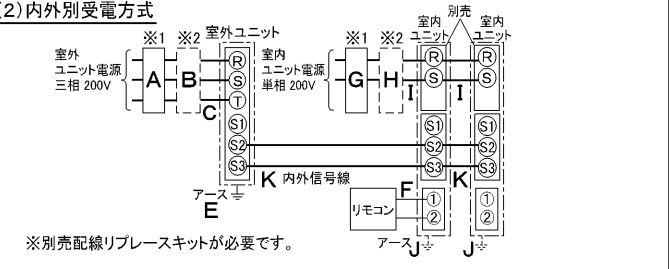 (2)内外別受電方式
※1 ※2 室外ユニット
室外
ユニット電源
三相 200V
A B
C
R
S
T
S1
S2
S3
アース
E
K 内外信号線
別売
室内
ユニット
室内
ユニット
※1 ※2
室内
ユニット電源
単相 200V
G H
I I
R R
S S
S1 S1
S2 S2
S3 S3
K
F
リモコン
① ①
② ②
アース J J
※別売配線リプレースキットが必要です。